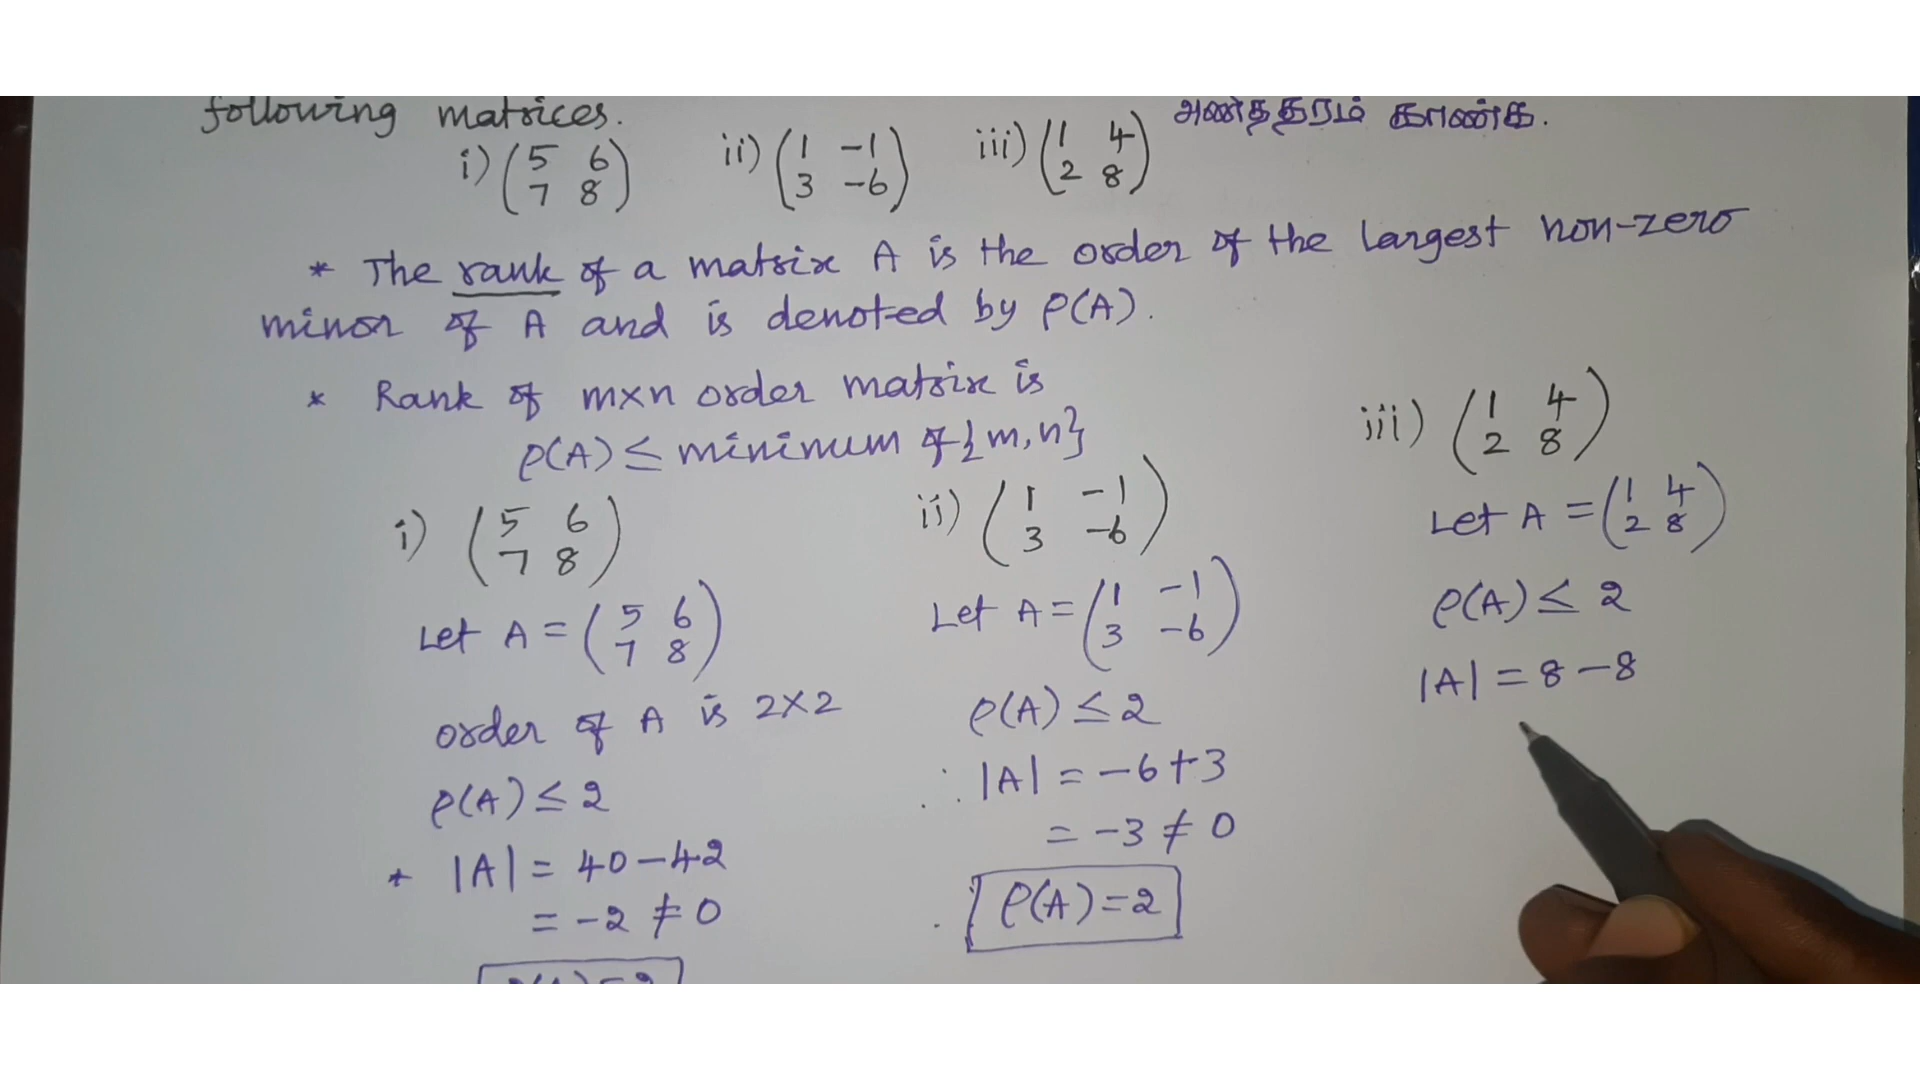 following matrices. அணித்தரம் காண்க.
i) (5 6 7 8) ii) (1 -1 3 -6) iii) (1 4 2 8)
* The rank of a matrix A is the order of the largest non-zero
minor of A and is denoted by ρ(A).
* Rank of m×n order matrix is
ρ(A) ≤ minimum of {m,n}
i) (5 6
7 8)
Let A = (5 6
7 8)
order of A is 2×2
ρ(A) ≤ 2
* |A| = 40 - 42
= -2 ≠ 0
ii) (1 -1
3 -6)
Let A = (1 -1
3 -6)
ρ(A) ≤ 2
∴ |A| = -6+3
= -3 ≠ 0
ρ(A) = 2
iii) (1 4
2 8)
Let A = (1 4
2 8)
ρ(A) ≤ 2
|A| = 8 - 8